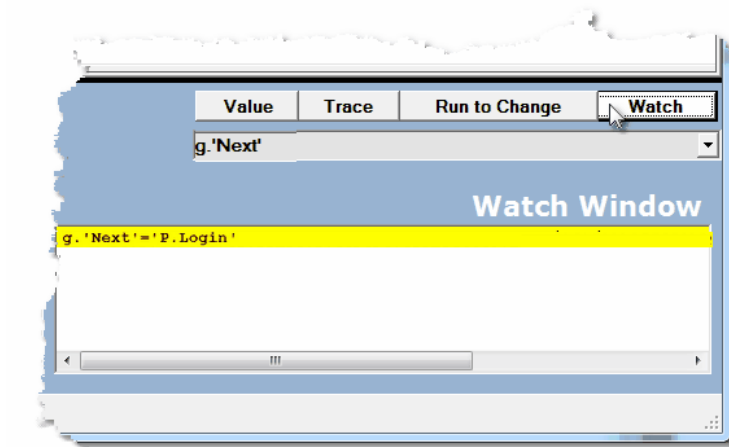 Value Trace Run to Change Watch
g.'Next'
Watch Window
g.'Next'='P.Login'